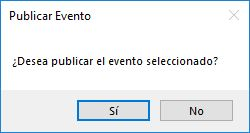 Publicar Evento
¿Desea publicar el evento seleccionado?
Sí
No